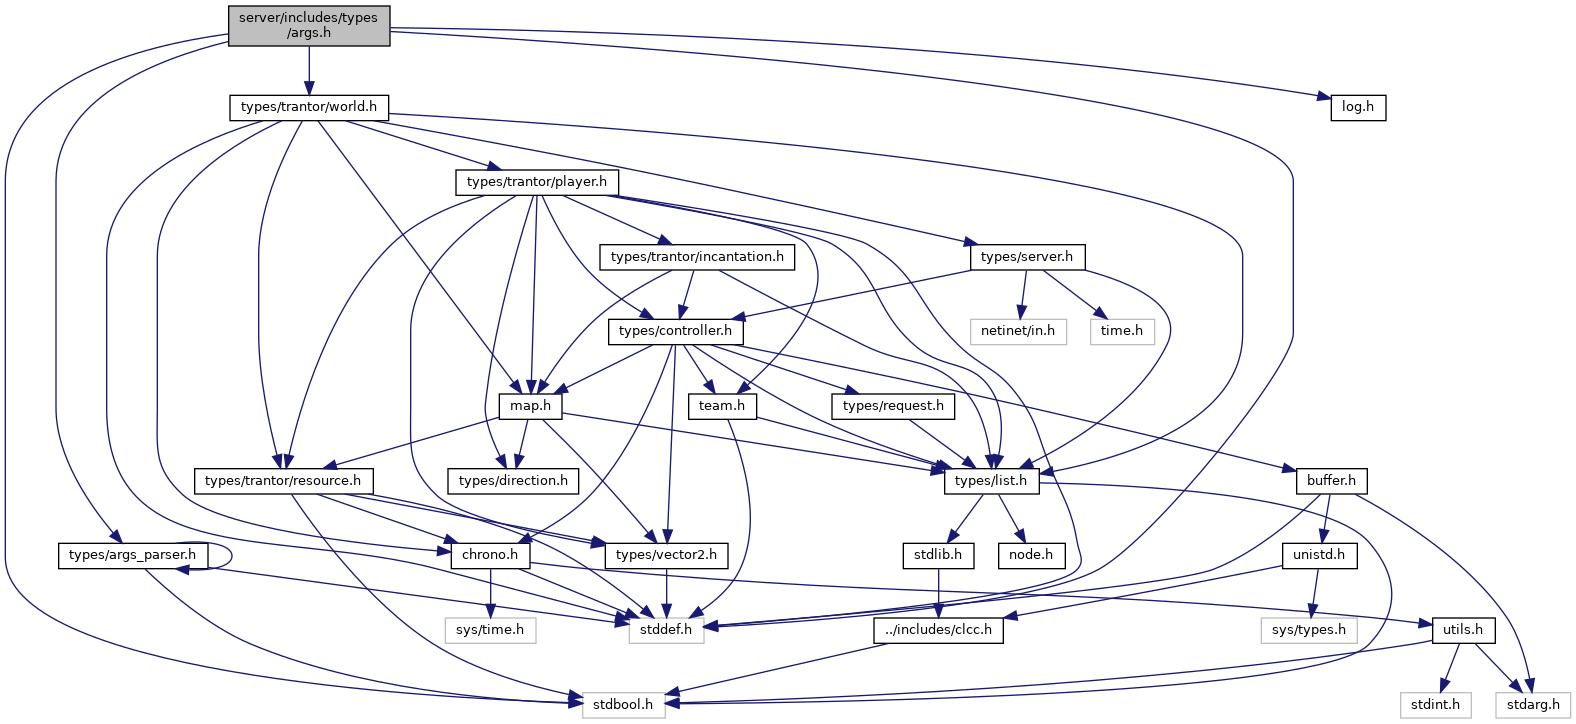 server/includes/types
/args.h
types/trantor/world.h
log.h
types/trantor/player.h
types/trantor/incantation.h
types/server.h
types/controller.h
netinet/in.h
time.h
map.h
team.h
types/request.h
types/trantor/resource.h
types/direction.h
types/list.h
buffer.h
types/args_parser.h
chrono.h
types/vector2.h
stdlib.h
node.h
unistd.h
sys/time.h
stddef.h
../includes/clcc.h
sys/types.h
utils.h
stdbool.h
stdint.h
stdarg.h